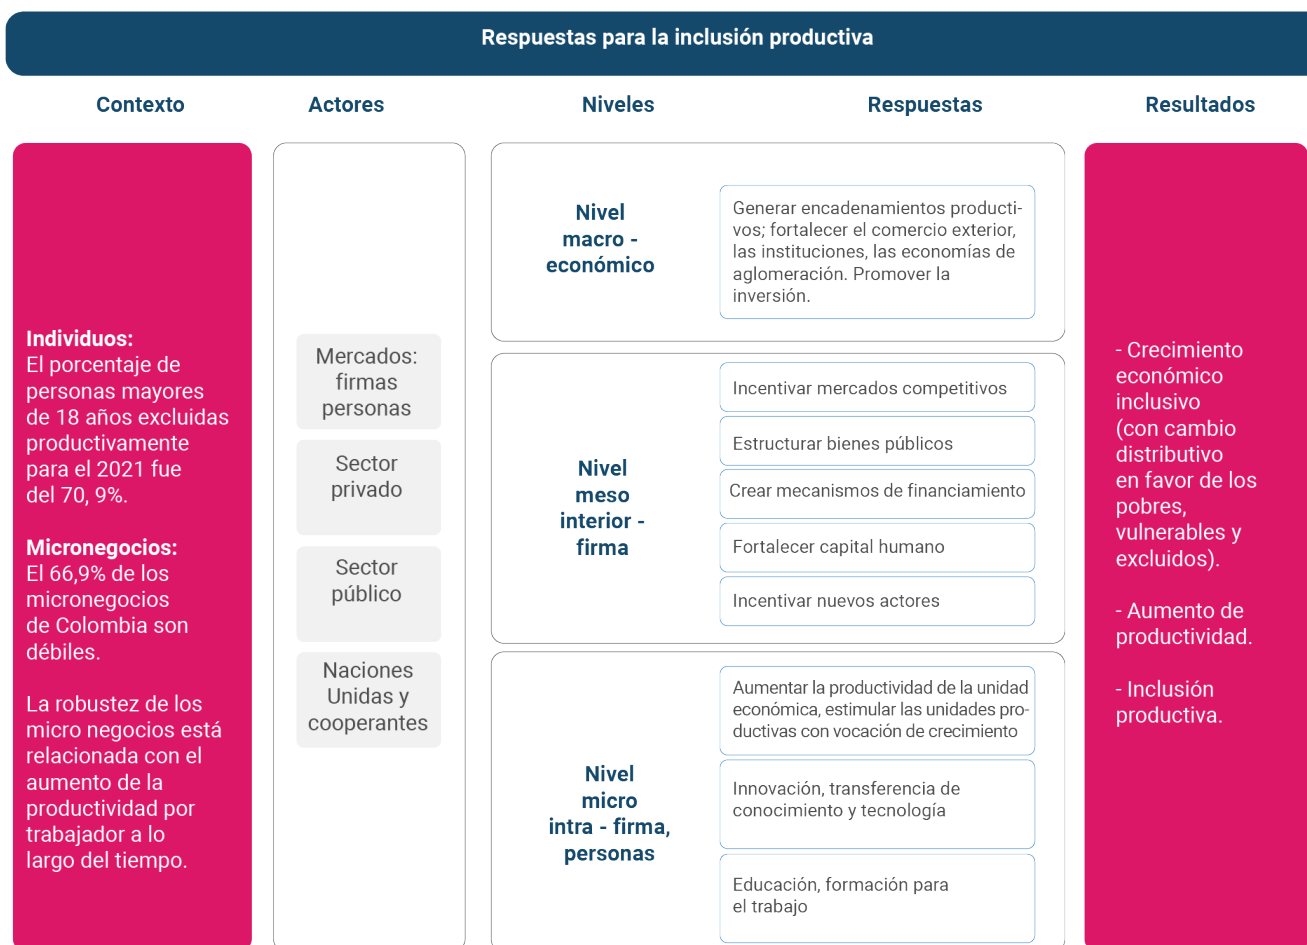 Respuestas para la inclusión productiva
Contexto
Actores
Niveles
Respuestas
Resultados
Individuos:
El porcentaje de
personas mayores
de 18 años excluidas
productivamente
para el 2021 fue
del 70, 9%.
Micronegocios:
El 66,9% de los
micronegocios
de Colombia son
débiles.
La robustez de los
micro negocios está
relacionada con el
aumento de la
productividad por
trabajador a lo
largo del tiempo.
Mercados:
firmas
personas
Sector
privado
Sector
público
Naciones
Unidas y
cooperantes
Nivel
macro -
económico
Generar encadenamientos producti-
vos; fortalecer el comercio exterior,
las instituciones, las economías de
aglomeración. Promover la
inversión.
Nivel
meso
interior -
firma
Incentivar mercados competitivos
Estructurar bienes públicos
Crear mecanismos de financiamiento
Fortalecer capital humano
Incentivar nuevos actores
Nivel
micro
intra - firma,
personas
Aumentar la productividad de la unidad
económica, estimular las unidades pro-
ductivas con vocación de crecimiento
Innovación, transferencia de
conocimiento y tecnología
Educación, formación para
el trabajo
- Crecimiento
económico
inclusivo
(con cambio
distributivo
en favor de los
pobres,
vulnerables y
excluidos).
- Aumento de
productividad.
- Inclusión
productiva.